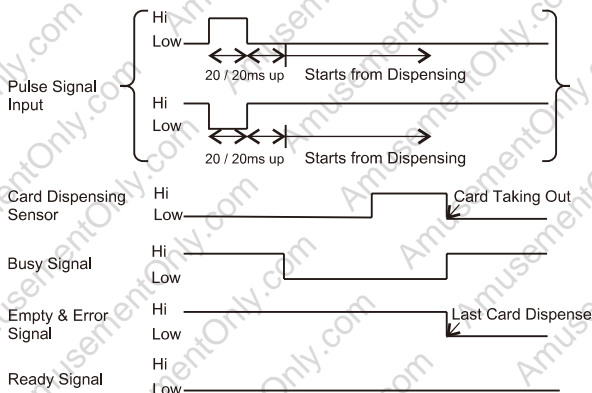 Hi
Low
20 / 20ms up Starts from Dispensing
Pulse Signal
Input
Hi
Low
20 / 20ms up Starts from Dispensing
Card Dispensing
Sensor
Hi
Low
Card Taking Out
Busy Signal
Hi
Low
Empty & Error
Signal
Hi
Low
Last Card Dispense
Ready Signal
Hi
Low
AmusementOnly.com